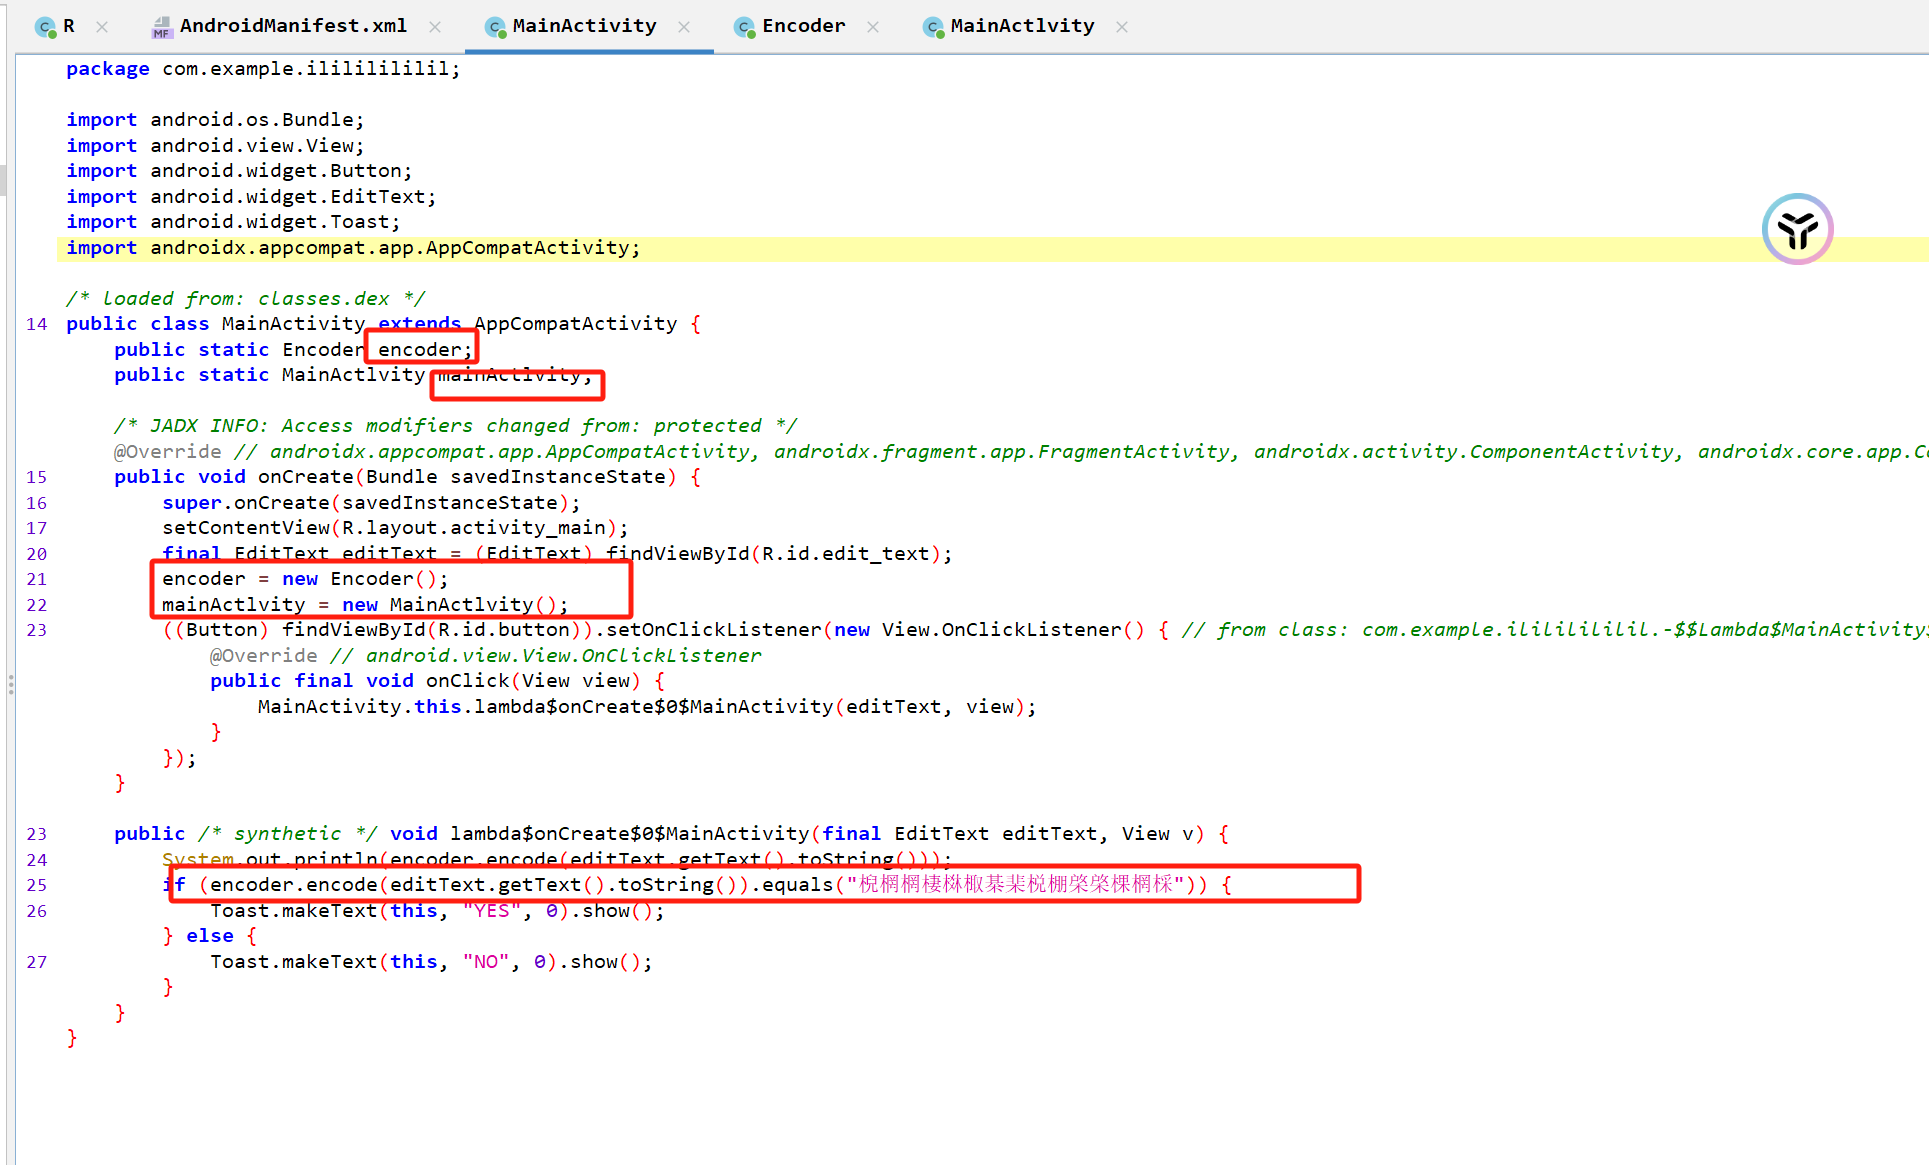 R
MF AndroidManifest.xml
MainActivity
Encoder
MainActlvity
package com.example.ilililililil;
import android.os.Bundle;
import android.view.View;
import android.widget.Button;
import android.widget.EditText;
import android.widget.Toast;
import androidx.appcompat.app.AppCompatActivity;
/* loaded from: classes.dex */
14 public class MainActivity extends AppCompatActivity {
public static Encoder encoder;
public static MainActlvity mainActlvity;
/* JADX INFO: Access modifiers changed from: protected */
@Override // androidx.appcompat.app.AppCompatActivity, androidx.fragment.app.FragmentActivity, androidx.activity.ComponentActivity, androidx.core.app.Co
15 public void onCreate(Bundle savedInstanceState) {
16 super.onCreate(savedInstanceState);
17 setContentView(R.layout.activity_main);
20 final EditText editText = (EditText) findViewById(R.id.edit_text);
21 encoder = new Encoder();
22 mainActlvity = new MainActlvity();
23 ((Button) findViewById(R.id.button)).setOnClickListener(new View.OnClickListener() { // from class: com.example.ilililililil.-$$Lambda$MainActivity$
@Override // android.view.View.OnClickListener
public final void onClick(View view) {
MainActivity.this.lambda$onCreate$0$MainActivity(editText, view);
}
});
}
23 public /* synthetic */ void lambda$onCreate$0$MainActivity(final EditText editText, View v) {
24 System.out.println(encoder.encode(editText.getText().toString()));
25 if (encoder.encode(editText.getText().toString()).equals("棿棢棢棲棥棷棊棐棁棚棨棨棵棢棌")) {
26 Toast.makeText(this, "YES", 0).show();
} else {
27 Toast.makeText(this, "NO", 0).show();
}
}
}